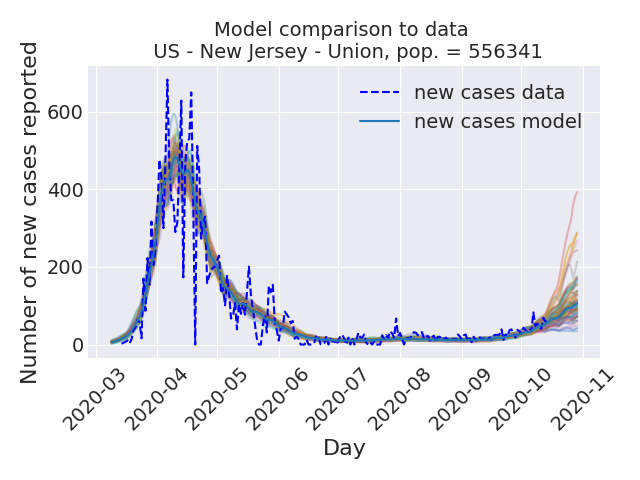 Model comparison to data
US - New Jersey - Union, pop. = 556341
new cases data
new cases model
Number of new cases reported
600
400
200
0
2020-03
2020-04
2020-05
2020-06
2020-07
2020-08
2020-09
2020-10
2020-11
Day